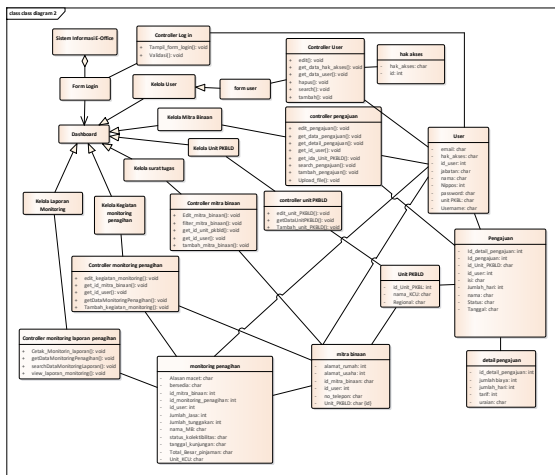 class class diagram 2
Sistem Informasi E-Office
Controller Log in
+ Tampil_form_login(): void
+ Validasi(): void
Controller User
+ edit(): void
+ get_data_hak_akses(): void
+ get_data_user(): void
+ hapus(): void
+ search(): void
+ tambah(): void
hak akses
- hak_akses: char
- id: int
Form Login
Kelola User
form user
Kelola Mitra Binaan
Dashboard
Kelola Unit PKBLD
Kelola surat tugas
controller pengajuan
+ edit_pengajuan(): void
+ get_data_pengajuan(): void
+ get_detail_pengajuan(): void
+ get_id_user(): void
+ get_ida_Unit_PKBLD(): void
+ search_pengajuan(): void
+ tambah_pengajuan(): void
+ Upload_file(): void
User
- email: char
- hak_akses: char
- id_user: int
- jabatan: char
- nama: char
- Nippos: int
- password: char
- unit PKBL: char
- Username: char
Kelola Laporan Monitoring
Kelola Kegiatan monitoring penagihan
Controller mitra binaan
+ Edit_mitra_binaan(): void
+ filter_mitra_binaan(): void
+ get_id_unit_pkbld(): void
+ get_id_user(): void
+ tambah_mitra_binaan(): void
controller unit PKBLD
+ edit_unit_PKBLD(): void
+ getDataUnitPKBLD(): void
+ Tambah_unit_PKBLD(): void
Pengajuan
- Id_detail_pengajuan: int
- Id_pengajuan: int
- id_Unit_PKBLD: char
- id_user: int
- isi: char
- jumlah_hari: int
- nama: char
- Status: char
- Tanggal: char
Controller monitoring penagihan
+ edit_kegiatan_monitoring(): void
+ get_id_mitra_binaan(): void
+ get_id_user(): void
+ getDataMonitoringPenagihan(): void
+ Tambah_kegiatan_monitoring(): void
Unit PKBLD
- id_Unit_PKBL: int
- nama_KCU: char
- Regional: char
Controller monitoring laporan penagihan
+ Cetak_Monitorin_laporan(): void
+ getDataMonitoringPenagihan(): void
+ searchDataMonitoringLaporan(): void
+ view_laporan_monitoring(): void
monitoring penagihan
- Alasan macet: char
- bersedia: char
- id_mitra_binaan: int
- id_monitoring_penagihan: int
- id_user: int
- Jumlah_Jasa: int
- Jumlah_tunggakan: int
- nama_MB: char
- status_kolektibilitas: char
- tanggal_kunjungan: char
- Total_Besar_pinjaman: char
- Unit_KCU: char
mitra binaan
- alamat_rumah: int
- alamat_usaha: int
- id_mitra_binaan: char
- id_user: int
- no_telepon: char
- Unit_PKBLD: char [id]
detail pengajuan
- id_detail_pengajuan: int
- jumlahbiaya: int
- jumlah_hari: int
- tarif: int
- uraian: char